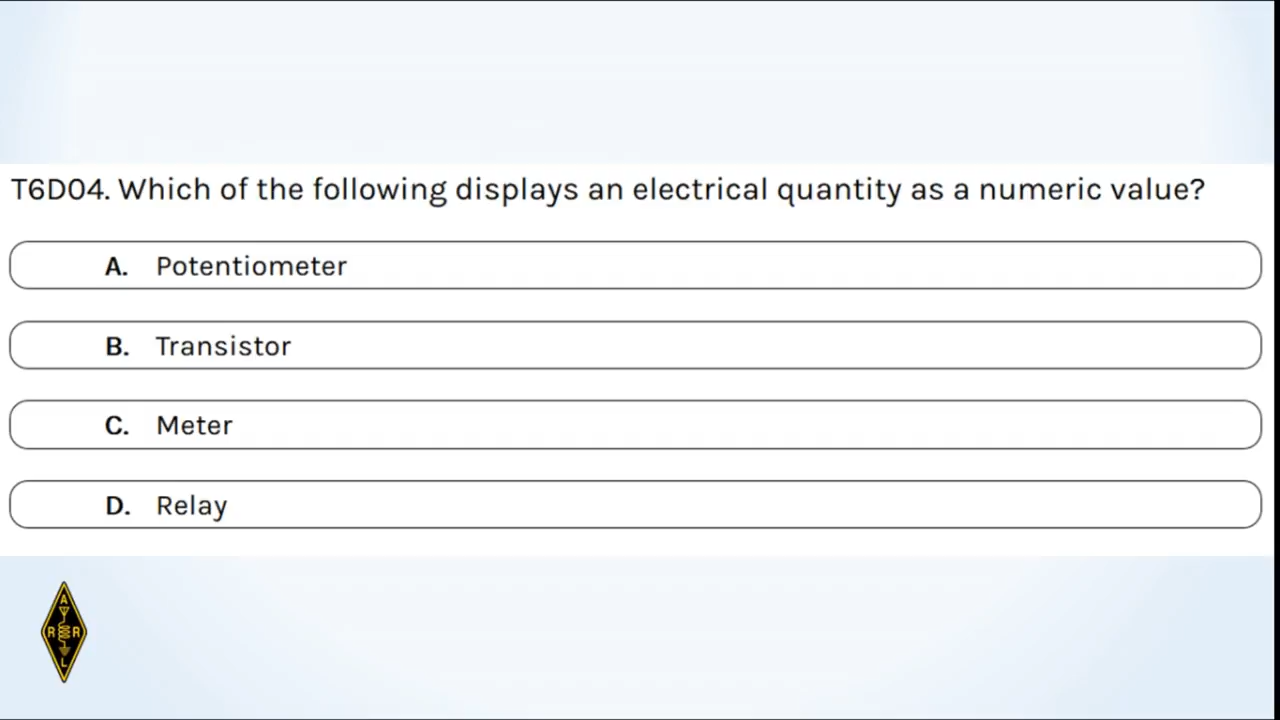 T6D04. Which of the following displays an electrical quantity as a numeric value?
A. Potentiometer
B. Transistor
C. Meter
D. Relay
A
R R
L